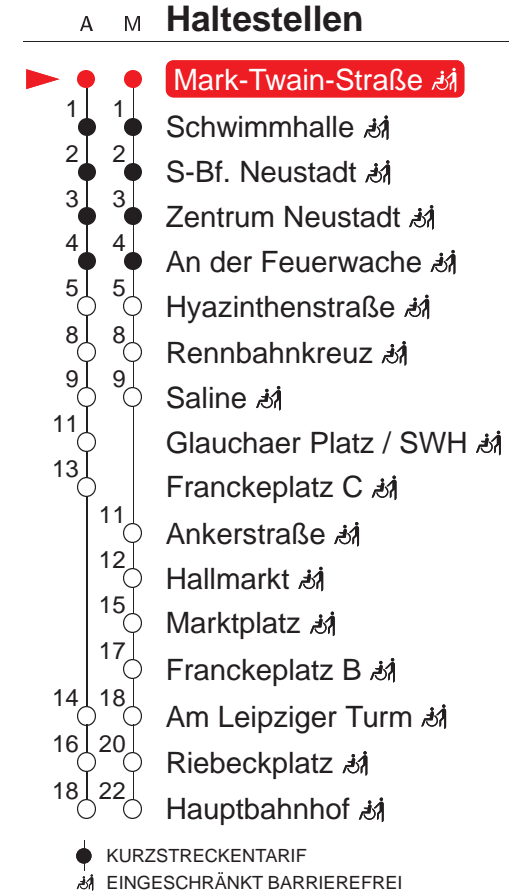 A M Haltestellen
Mark-Twain-Straße
1 1 Schwimmhalle
2 2 S-Bf. Neustadt
3 3 Zentrum Neustadt
4 4 An der Feuerwache
5 5 Hyazinthenstraße
8 8 Rennbahnkreuz
9 9 Saline
11 Glauchaer Platz / SWH
13 Franckeplatz C
11 Ankerstraße
12 Hallmarkt
15 Marktplatz
17 Franckeplatz B
14 18 Am Leipziger Turm
16 20 Riebeckplatz
18 22 Hauptbahnhof
KURZSTRECKENTARIF
EINGESCHRÄNKT BARRIEREFREI